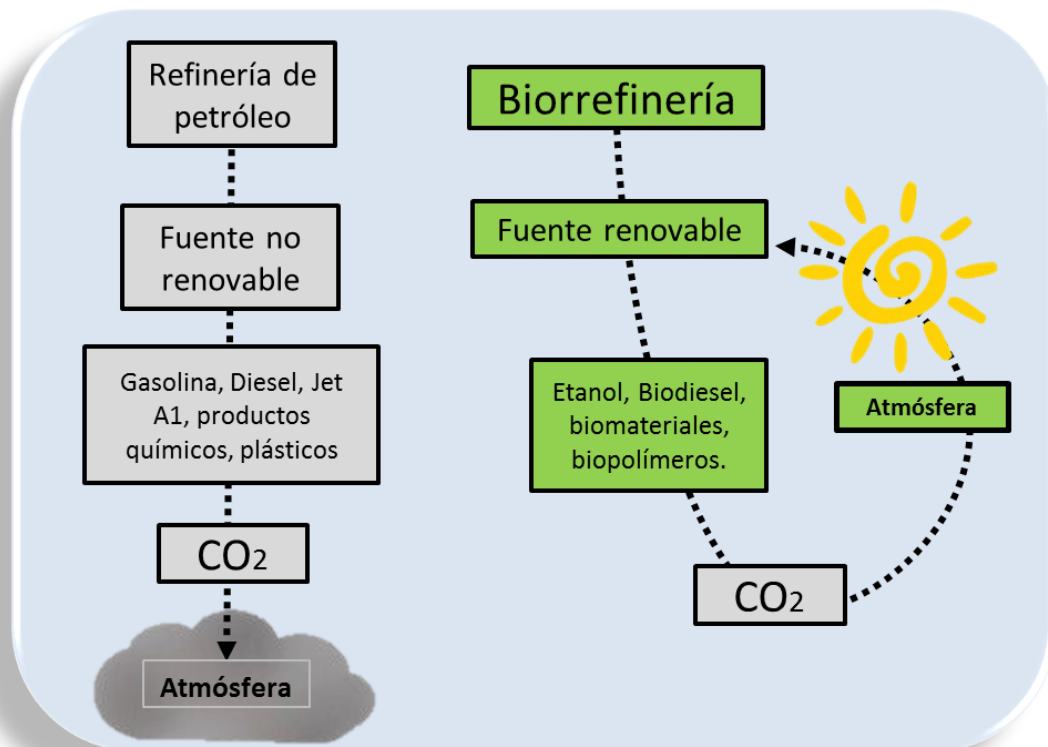 Refinería de
petróleo
Fuente no
renovable
Gasolina, Diesel, Jet
A1, productos
químicos, plásticos
CO2
Atmósfera
Biorrefinería
Fuente renovable
Etanol, Biodiesel,
biomateriales,
biopolímeros.
CO2
Atmósfera